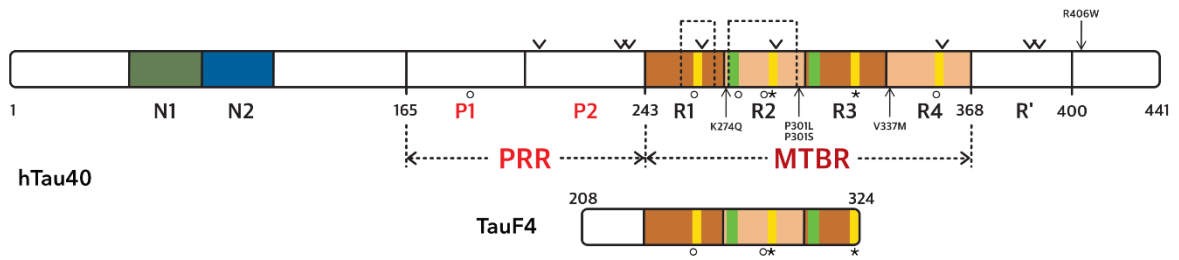 R406W
1 N1 N2 165 P1 P2 243 R1 R2 R3 R4 368 R' 400 441
K274Q P301L V337M
P301S
PRR MTBR
hTau40
208 324
TauF4